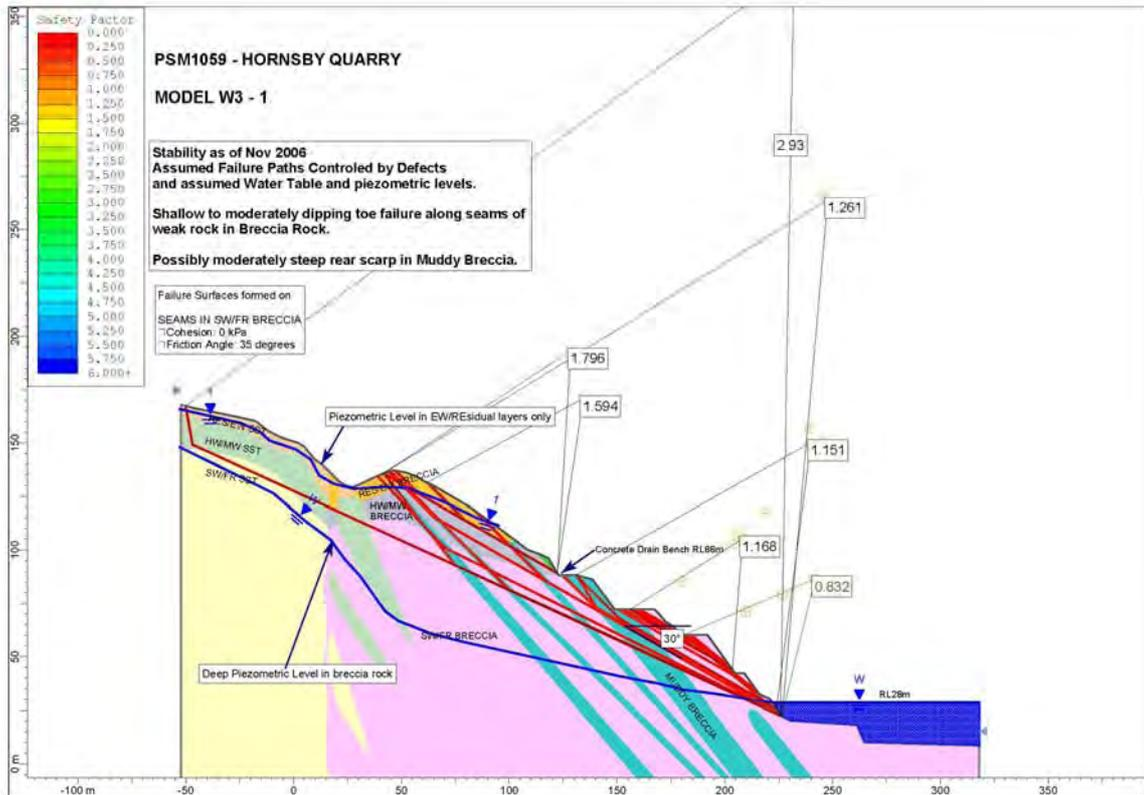 Safety Factor
0.000
0.250
0.500
0.750
1.000
1.250
1.500
1.750
2.000
2.250
2.500
2.750
3.000
3.250
3.500
3.750
4.000
4.250
4.500
4.750
5.000
5.250
5.500
5.750
6.000+
PSM1059 - HORNSBY QUARRY
MODEL W3 - 1
Stability as of Nov 2006
Assumed Failure Paths Controled by Defects
and assumed Water Table and piezometric levels.
Shallow to moderately dipping toe failure along seams of
weak rock in Breccia Rock.
Possibly moderately steep rear scarp in Muddy Breccia.
Failure Surfaces formed on
SEAMS IN SW/FR BRECCIA
Cohesion: 0 kPa
Friction Angle: 35 degrees
2.93
1.261
1.796
1.594
1.151
1.168
0.832
Piezometric Level in EW/REsidual layers only
HW/MW SST
SW/FR SST
HW/MW
BRECCIA
Concrete Drain Bench RL86m
30°
SW/FR BRECCIA
Deep Piezometric Level in breccia rock
MUDDY BRECCIA
W
W
1
RL28m
350
300
250
200
150
100
50
0 m
-100 m
-50
0
50
100
150
200
250
300
350